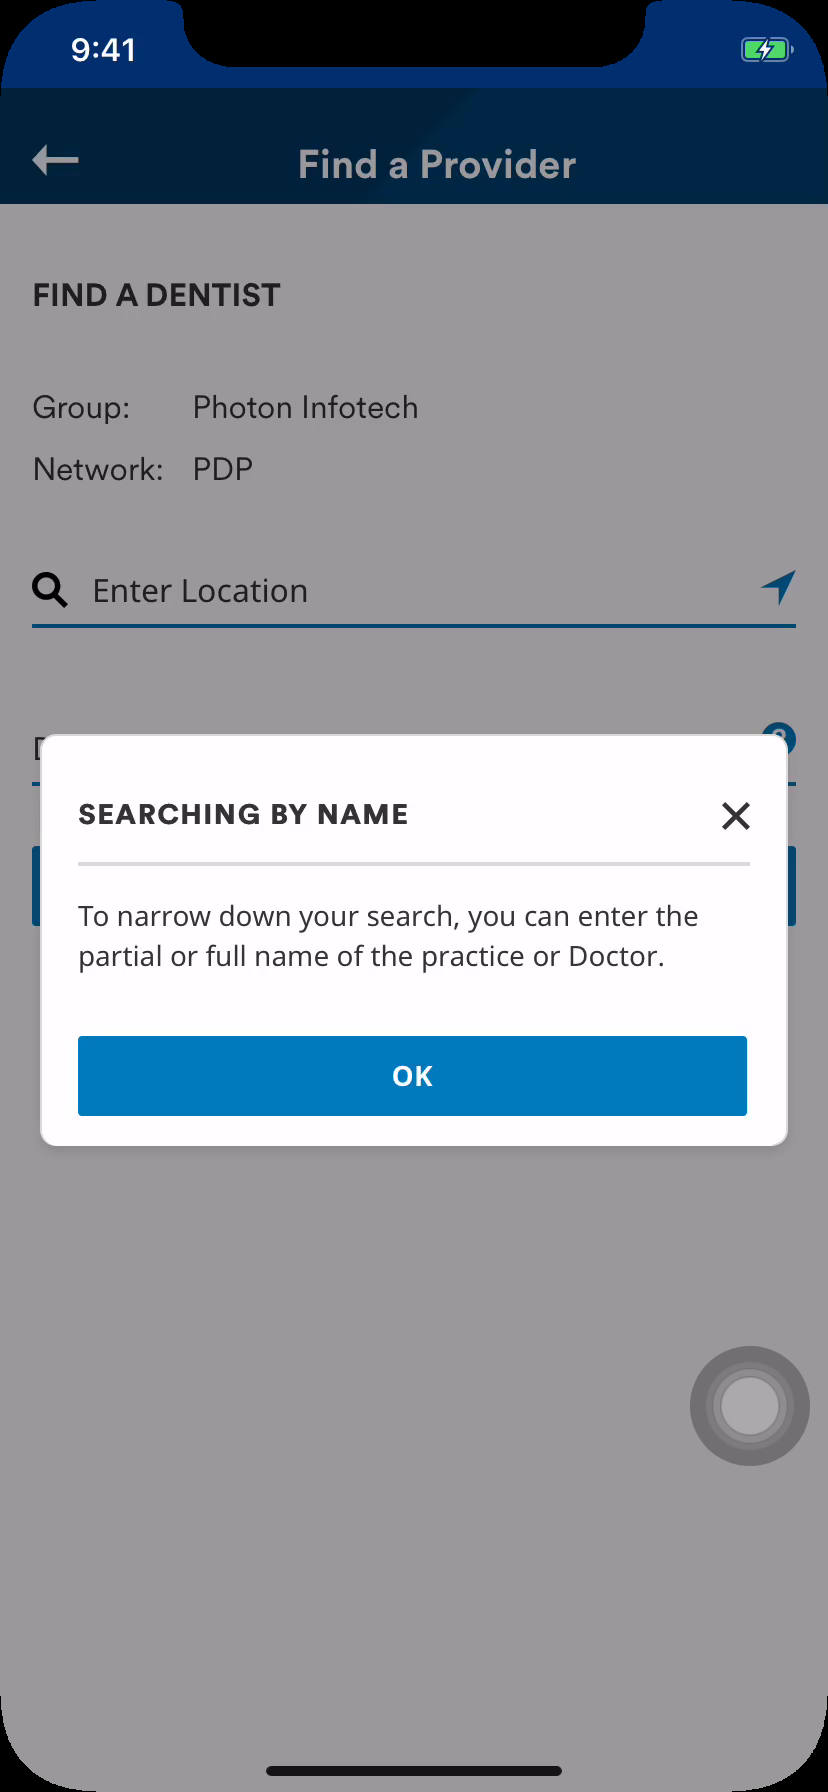 9:41
Find a Provider
FIND A DENTIST
Group: Photon Infotech
Network: PDP
Enter Location
SEARCHING BY NAME
To narrow down your search, you can enter the
partial or full name of the practice or Doctor.
OK